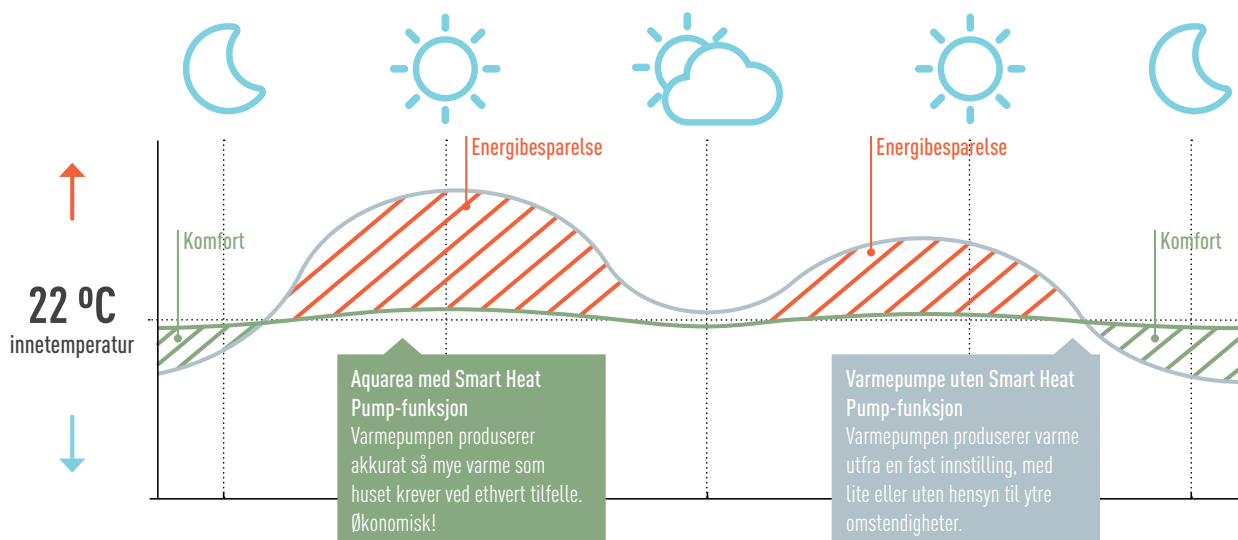 Energibesparelse
Energibesparelse
Komfort
Komfort
22 ºC
innetemperatur
Aquarea med Smart Heat
Pump-funksjon
Varmepumpen produserer
akkurat så mye varme som
huset krever ved ethvert tilfelle.
Økonomisk!
Varmepumpe uten Smart Heat
Pump-funksjon
Varmepumpen produserer varme
utfra en fast innstilling, med
lite eller uten hensyn til ytre
omstendigheter.